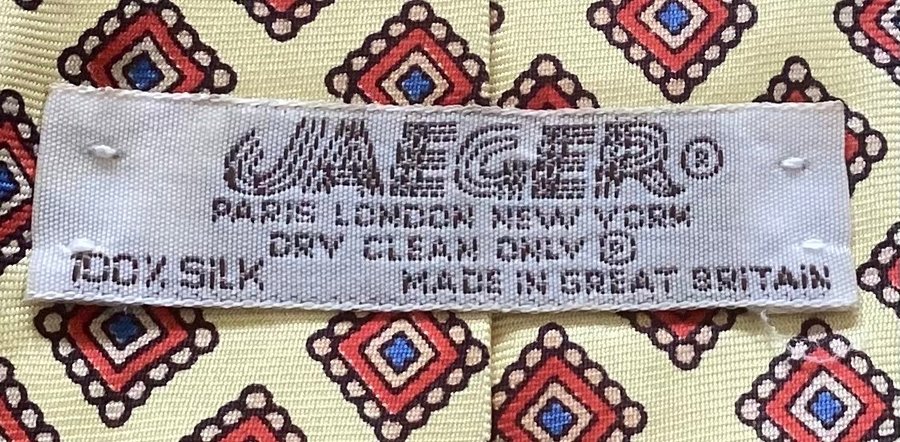 JAEGER®
PARIS LONDON NEW YORK
DRY CLEAN ONLY Ⓟ
100% SILK MADE IN GREAT BRITAIN